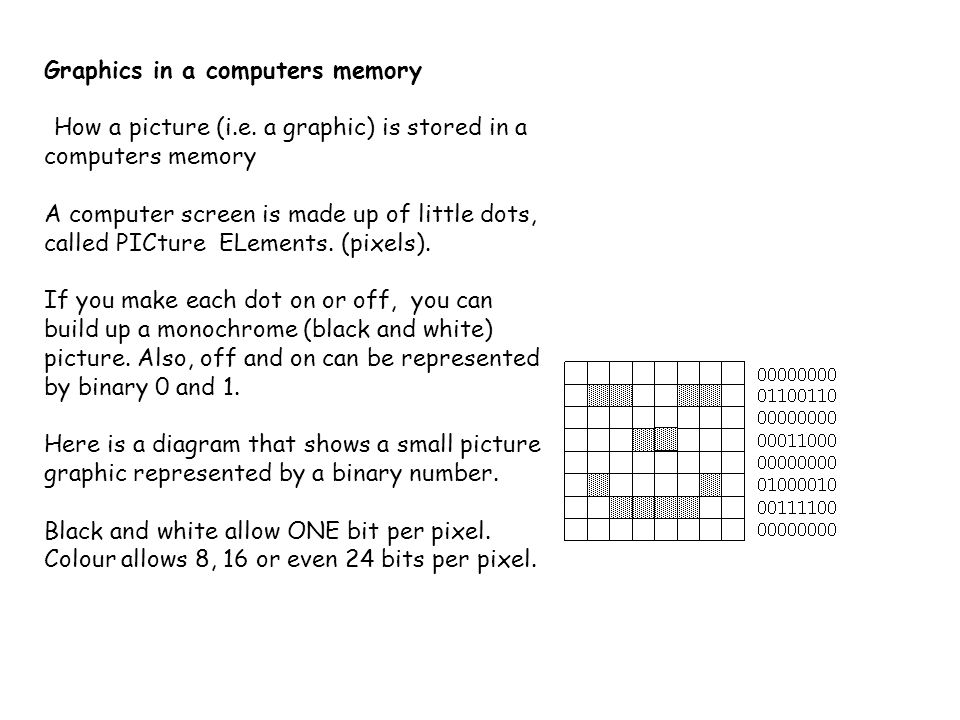 Graphics in a computers memory
How a picture (i.e. a graphic) is stored in a
computers memory
A computer screen is made up of little dots,
called PICture ELements. (pixels).
If you make each dot on or off, you can
build up a monochrome (black and white)
picture. Also, off and on can be represented
by binary 0 and 1.
Here is a diagram that shows a small picture
graphic represented by a binary number.
Black and white allow ONE bit per pixel.
Colour allows 8, 16 or even 24 bits per pixel.
00000000
01100110
00000000
00011000
00000000
01000010
00111100
00000000